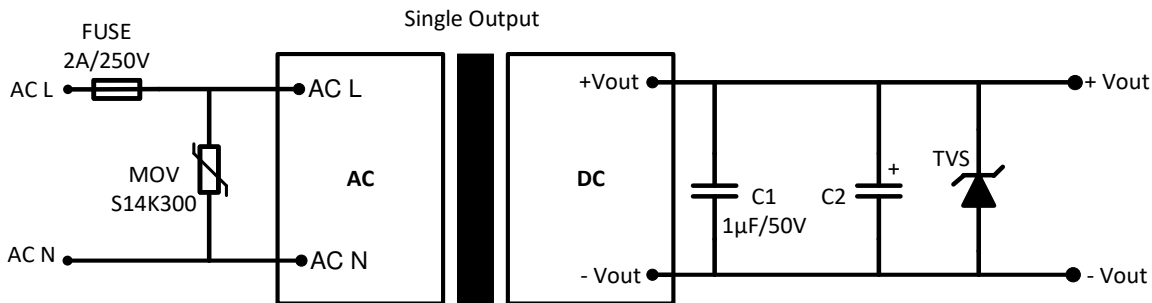 Single Output
FUSE
2A/250V
AC L
AC L
+Vout
+ Vout
MOV
S14K300
AC
DC
C1
1µF/50V
C2
+
TVS
AC N
AC N
- Vout
- Vout